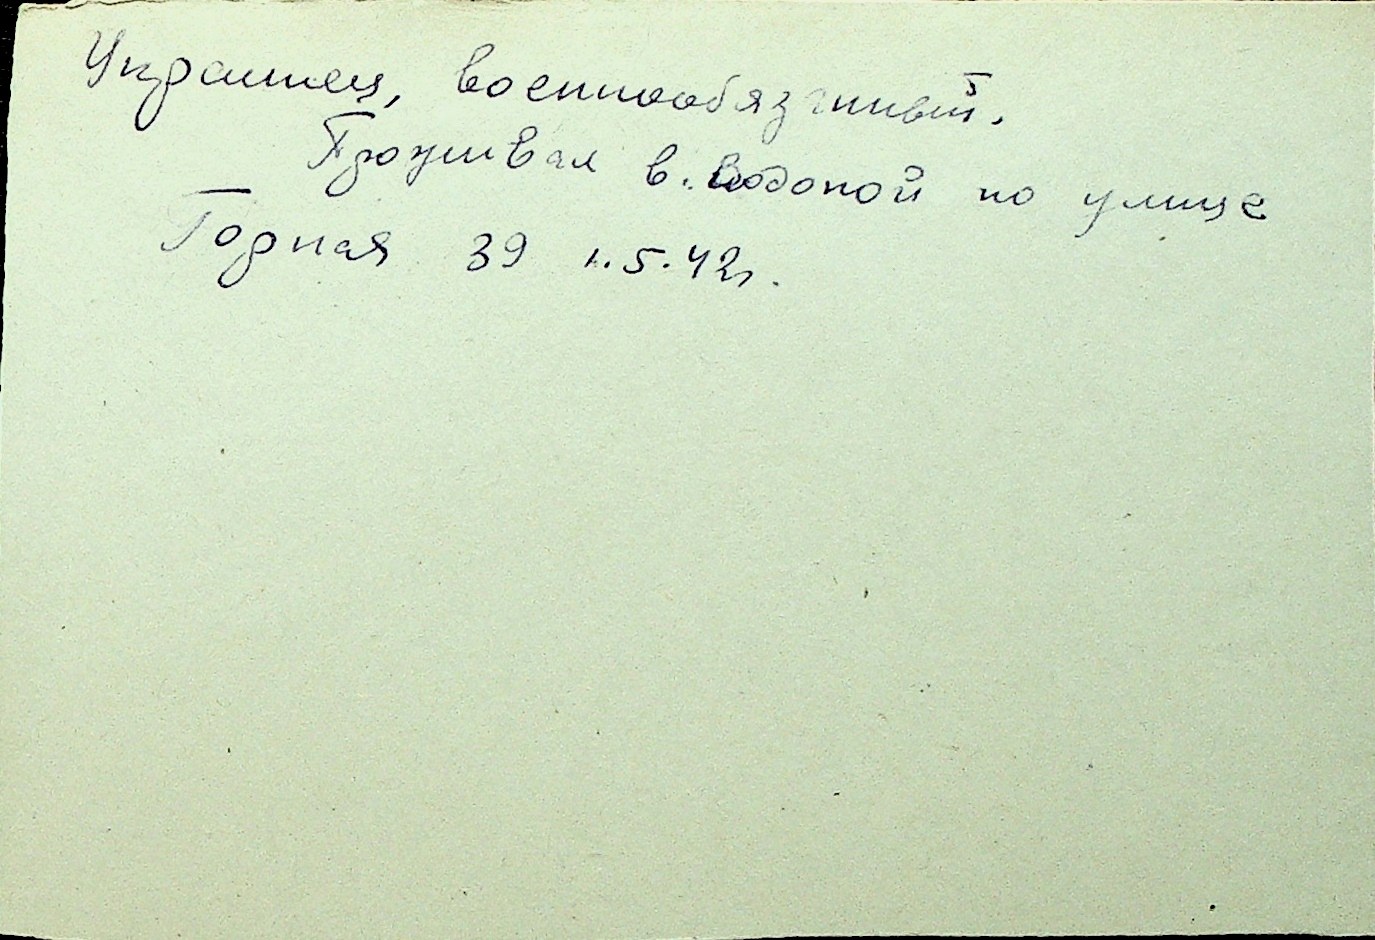 Украинец, военнообязанный.
Проживал в. Водопой по улице
Горная 39 1.5.42г.